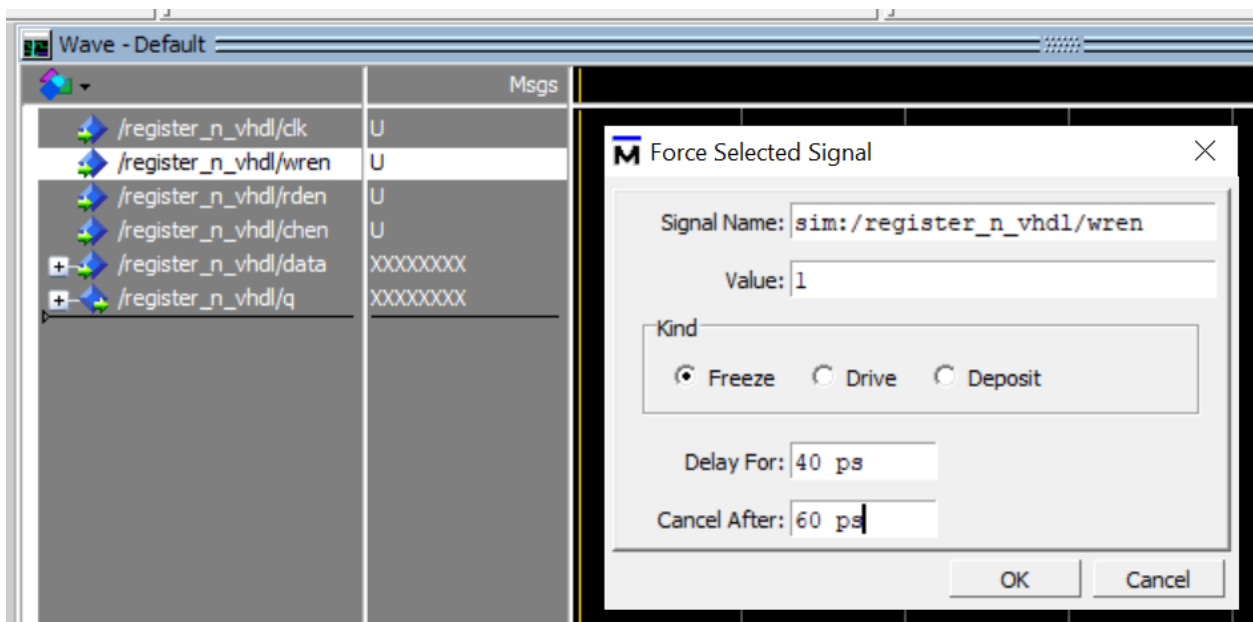 Wave - Default
Msgs
/register_n_vhdl/clk U
/register_n_vhdl/wren U
/register_n_vhdl/rden U
/register_n_vhdl/chen U
/register_n_vhdl/data XXXXXXXX
/register_n_vhdl/q XXXXXXXX
M Force Selected Signal
Signal Name: sim:/register_n_vhdl/wren
Value: 1
Kind
Freeze Drive Deposit
Delay For: 40 ps
Cancel After: 60 ps
OK Cancel